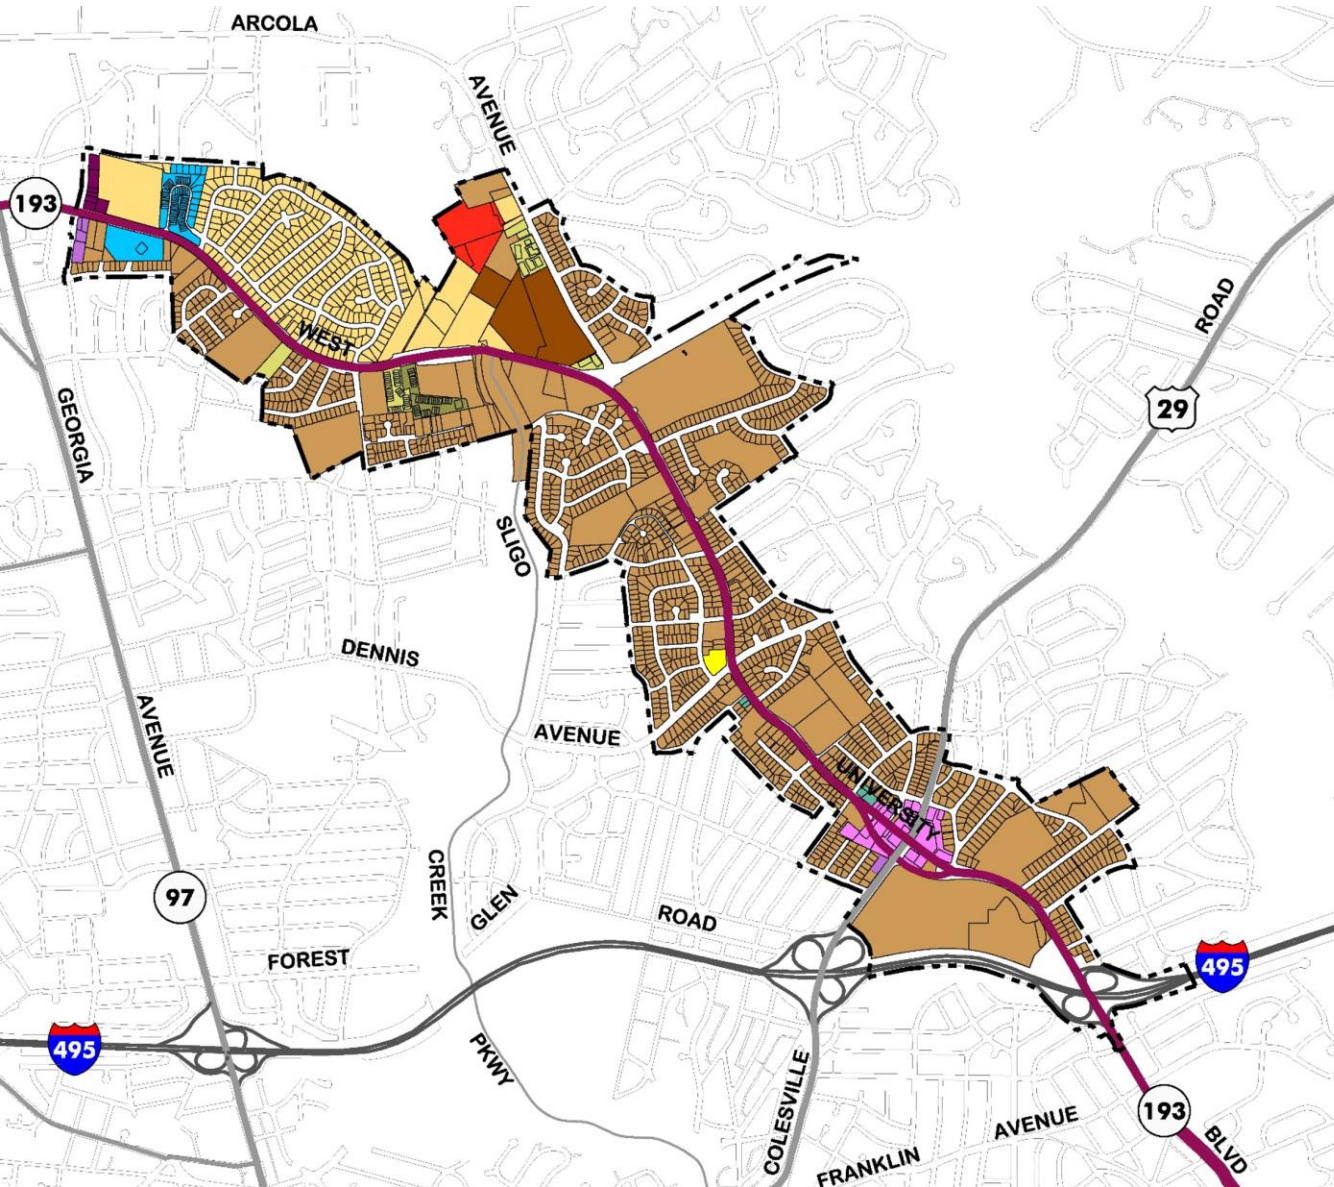 ARCOLA
AVENUE
193
WEST
ROAD
29
GEORGIA
SLIGO
DENNIS
AVENUE
AVENUE
UNIVERSITY
CREEK
GLEN
97
ROAD
FOREST
495
495
PKWY
COLESVILLE
193
AVENUE
BLVD
FRANKLIN